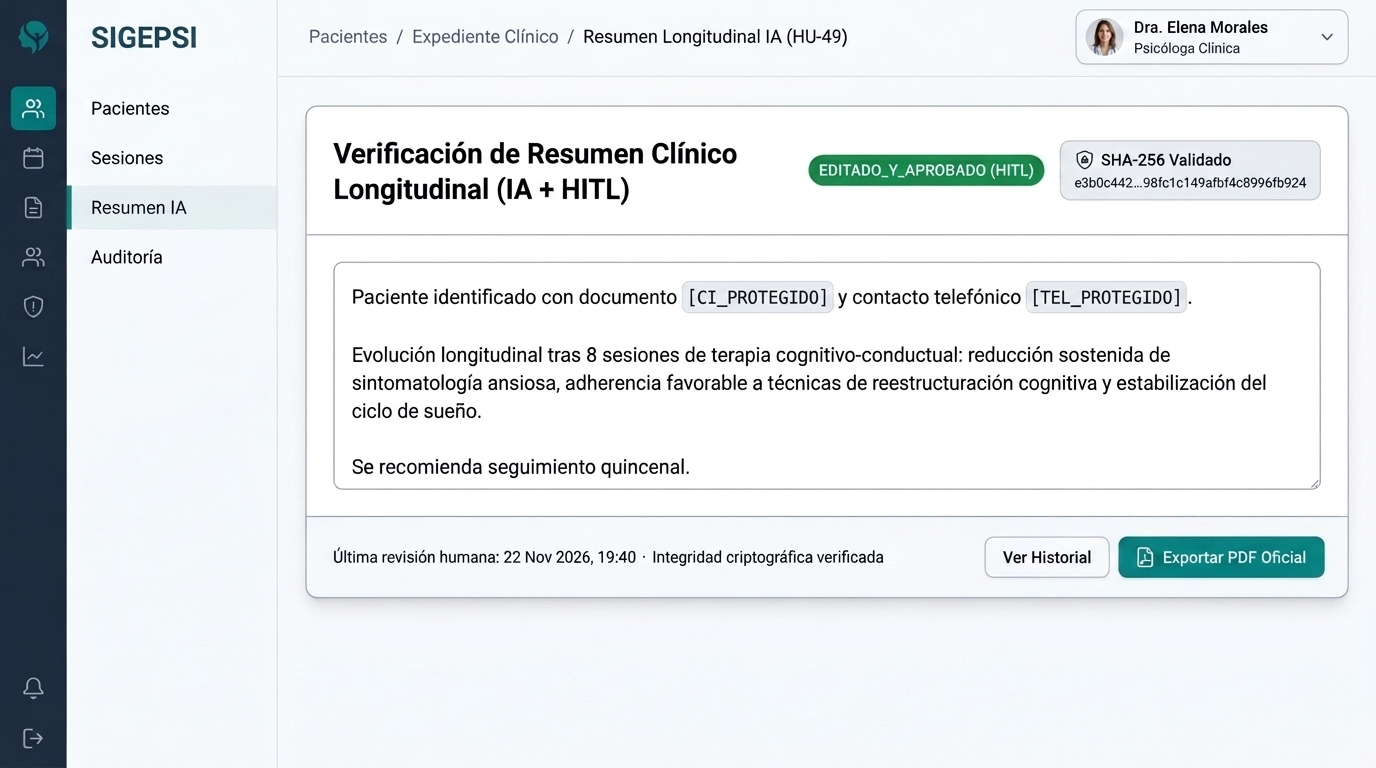 SIGEPSI
Pacientes
Sesiones
Resumen IA
Auditoría
Pacientes / Expediente Clínico / Resumen Longitudinal IA (HU-49)
Dra. Elena Morales
Psicóloga Clinica
Verificación de Resumen Clínico
Longitudinal (IA + HITL)
EDITADO_Y_APROBADO (HITL)
SHA-256 Validado
e3b0c442...98fc1c149afbf4c8996fb924
Paciente identificado con documento [CI_PROTEGIDO] y contacto telefónico [TEL_PROTEGIDO].
Evolución longitudinal tras 8 sesiones de terapia cognitivo-conductual: reducción sostenida de
sintomatología ansiosa, adherencia favorable a técnicas de reestructuración cognitiva y estabilización del
ciclo de sueño.
Se recomienda seguimiento quincenal.
Última revisión humana: 22 Nov 2026, 19:40 · Integridad criptográfica verificada
Ver Historial
Exportar PDF Oficial